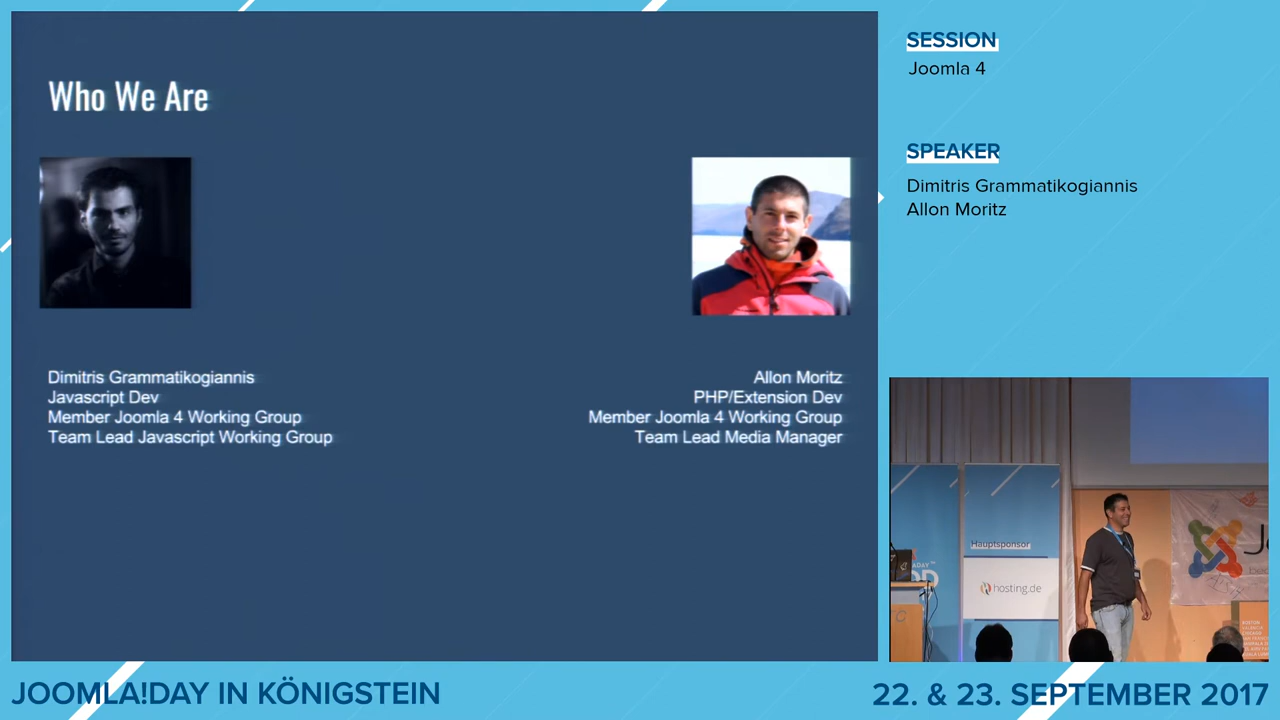 Who We Are
Dimitris Grammatikogiannis
Javascript Dev
Member Joomla 4 Working Group
Team Lead Javascript Working Group
Allon Moritz
PHP/Extension Dev
Member Joomla 4 Working Group
Team Lead Media Manager
SESSION
Joomla 4
SPEAKER
Dimitris Grammatikogiannis
Allon Moritz
Hauptsponsor
hosting.de
JOOMLA!DAY IN KÖNIGSTEIN
22. & 23. SEPTEMBER 2017